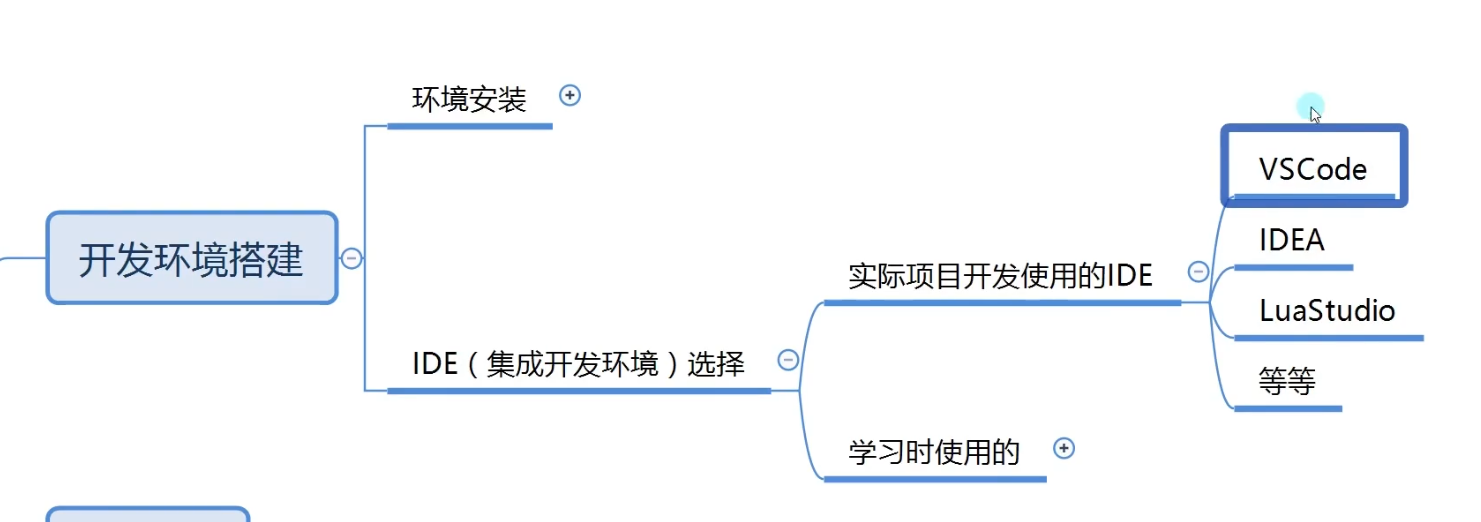 环境安装
开发环境搭建
IDE（集成开发环境）选择
实际项目开发使用的IDE
VSCode
IDEA
LuaStudio
等等
学习时使用的